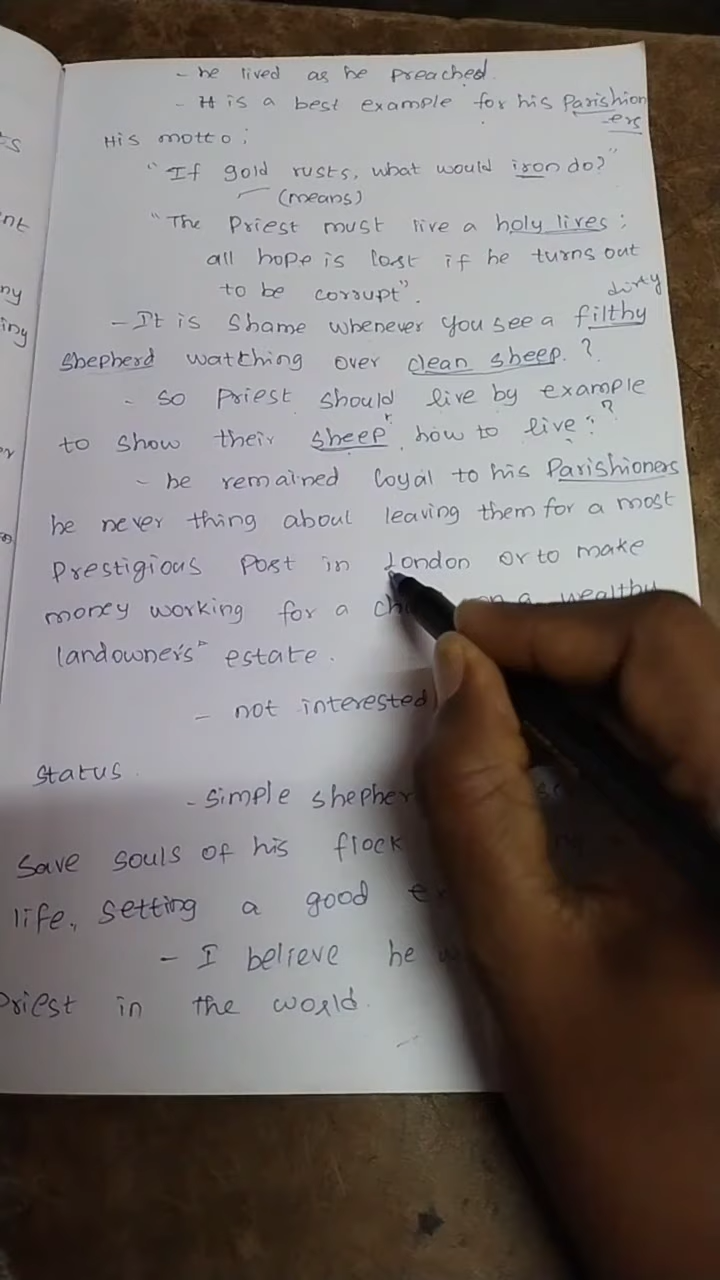 - he lived as he preached.
- It is a best example for his Parishion
-ers
His motto:
"If gold rusts, what would iron do?"
(means)
"The Priest must live a holy lives;
all hope is lost if he turns out
to be corrupt".
dirty
- It is Shame whenever you see a filthy
Shepherd watching over clean sheep.?
- so Priest should live by example
to show their sheep how to live:?
- he remained loyal to his Parishioners
he never thing about leaving them for a most
Prestigious Post in London or to make
money working for a on a wealthy
landowner's estate.
- not interested
status.
- simple
save souls of his flock
life, setting a good
- I believe he
Priest in the world.